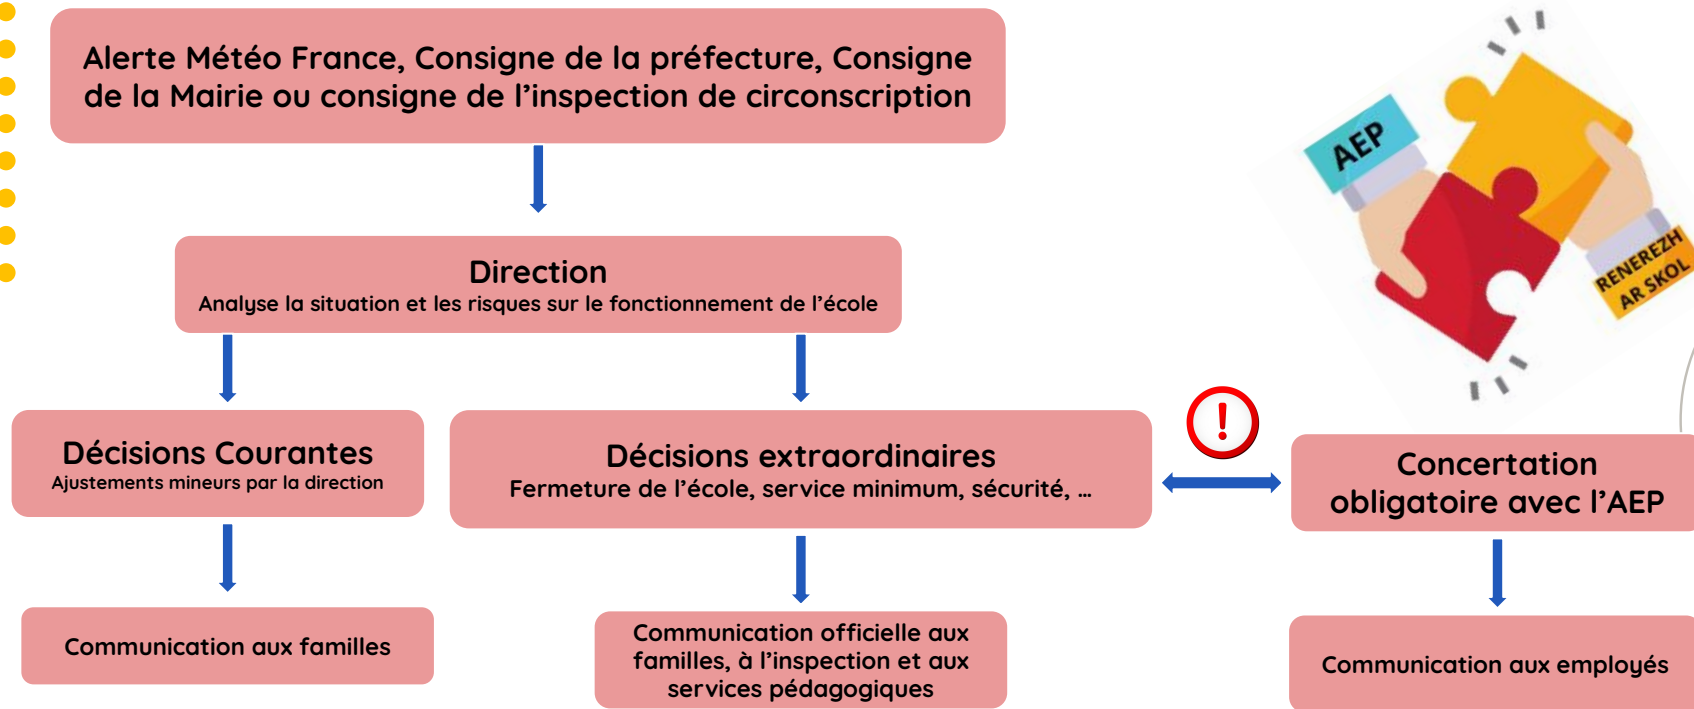 Alerte Météo France, Consigne de la préfecture, Consigne
de la Mairie ou consigne de l'inspection de circonscription
AEP
RENEREZH
AR SKOL
Direction
Analyse la situation et les risques sur le fonctionnement de l'école
Décisions Courantes
Ajustements mineurs par la direction
Décisions extraordinaires
Fermeture de l'école, service minimum, sécurité, ...
!
Concertation
obligatoire avec l'AEP
Communication aux familles
Communication officielle aux
familles, à l'inspection et aux
services pédagogiques
Communication aux employés